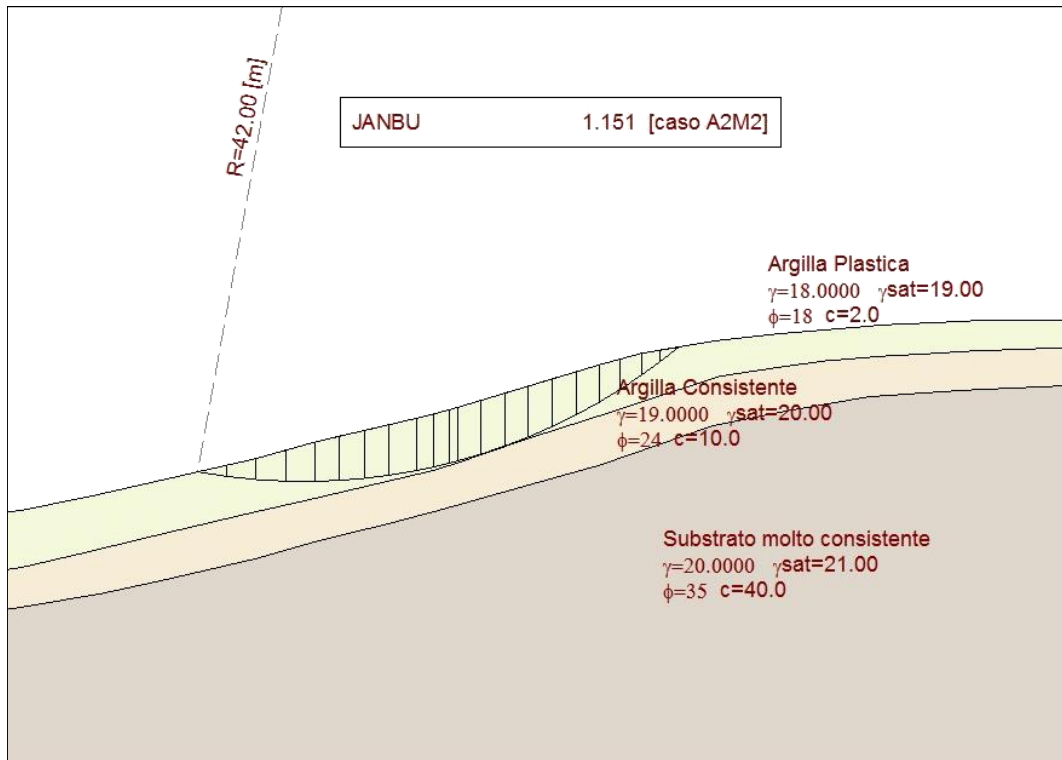 R=42.00 [m]
JANBU 1.151 [caso A2M2]
Argilla Plastica
γ=18.0000 γsat=19.00
ϕ=18 c=2.0
Argilla Consistente
γ=19.0000 γsat=20.00
ϕ=24 c=10.0
Substrato molto consistente
γ=20.0000 γsat=21.00
ϕ=35 c=40.0